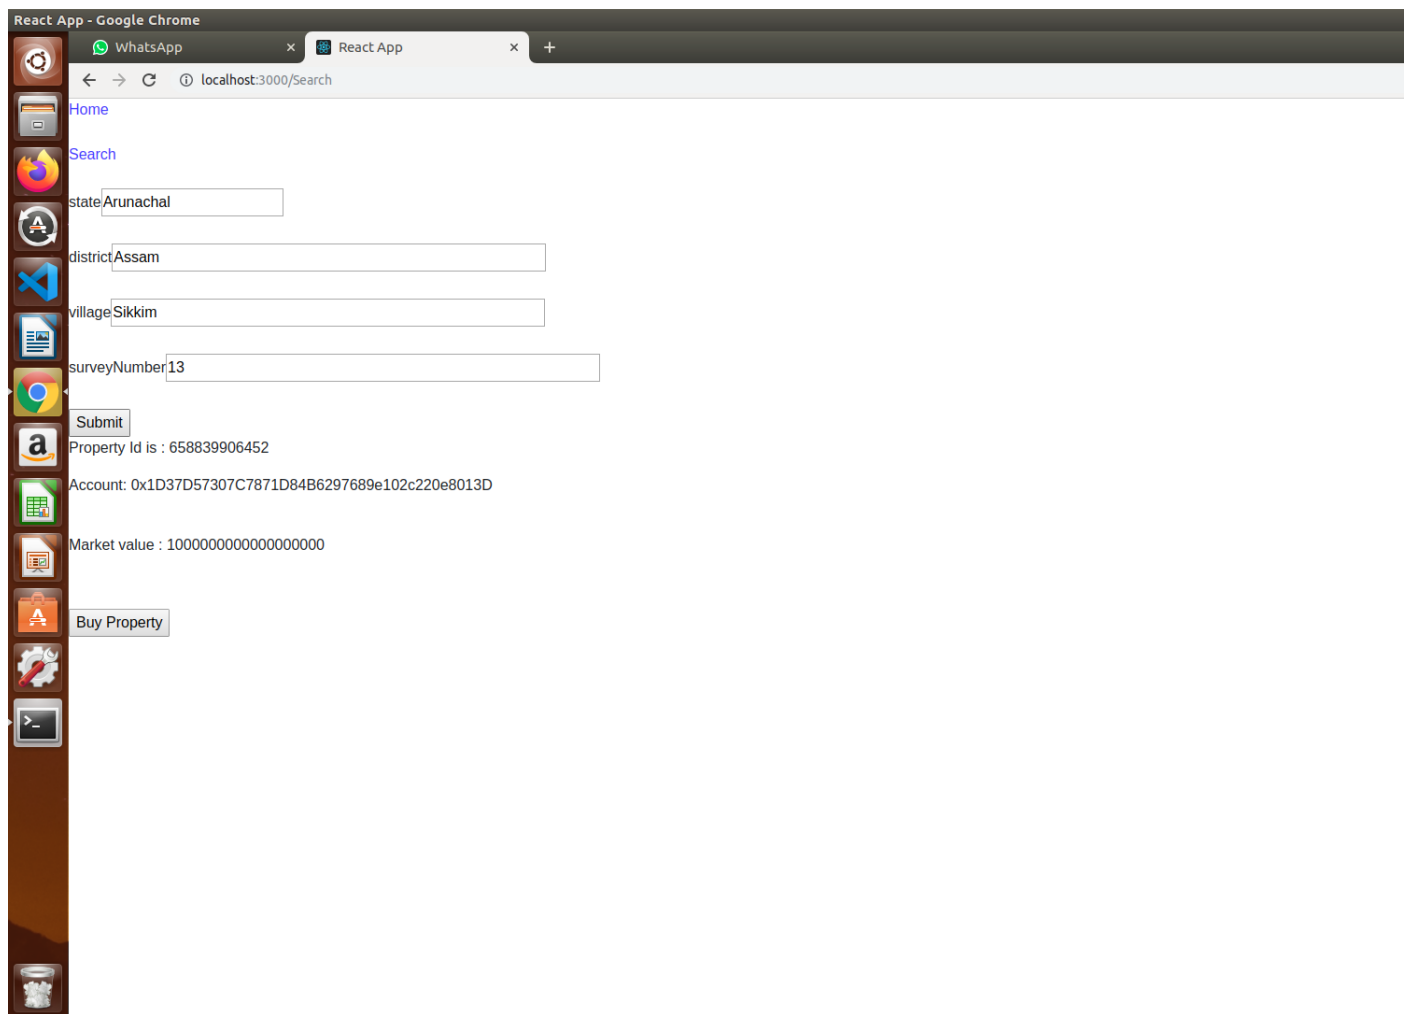 React App - Google Chrome
WhatsApp
React App
localhost:3000/Search
Home
Search
state Arunachal
district Assam
village Sikkim
surveyNumber 13
Submit
Property Id is : 658839906452
Account: 0x1D37D57307C7871D84B6297689e102c220e8013D
Market value : 1000000000000000000
Buy Property